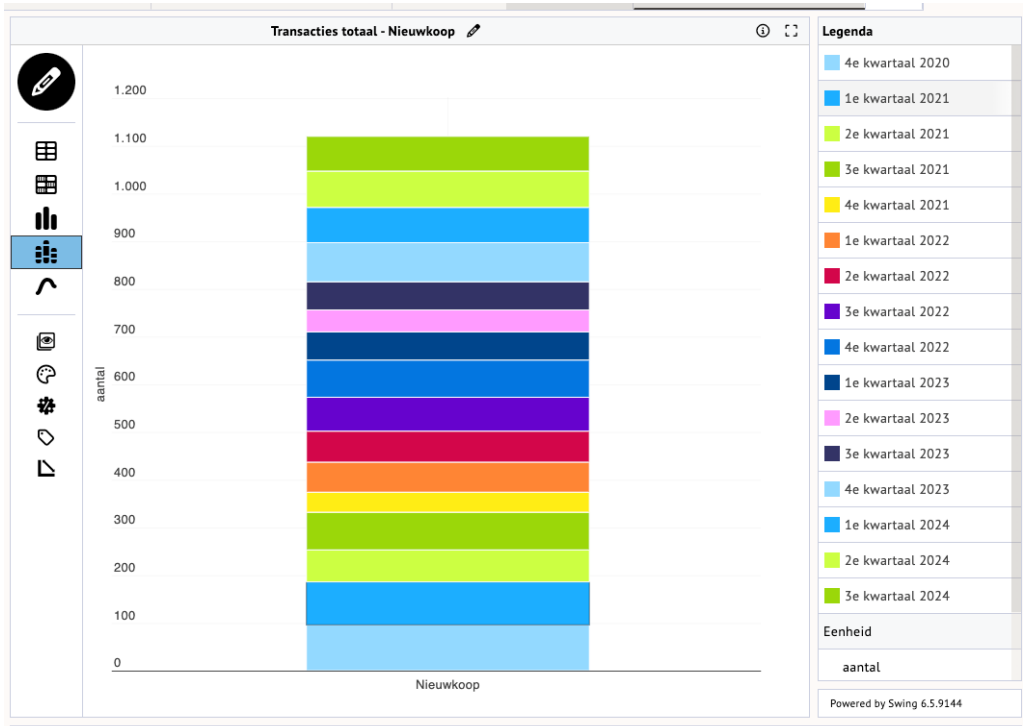 Transacties totaal - Nieuwkoop
1.200
1.100
1.000
900
800
700
600
500
400
300
200
100
0
aantal
Nieuwkoop
Legenda
4e kwartaal 2020
1e kwartaal 2021
2e kwartaal 2021
3e kwartaal 2021
4e kwartaal 2021
1e kwartaal 2022
2e kwartaal 2022
3e kwartaal 2022
4e kwartaal 2022
1e kwartaal 2023
2e kwartaal 2023
3e kwartaal 2023
4e kwartaal 2023
1e kwartaal 2024
2e kwartaal 2024
3e kwartaal 2024
Eenheid
aantal
Powered by Swing 6.5.9144